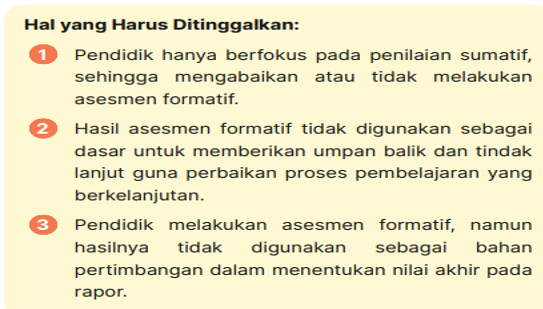 Hal yang Harus Ditinggalkan:
1 Pendidik hanya berfokus pada penilaian sumatif,
sehingga mengabaikan atau tidak melakukan
asesmen formatif.
2 Hasil asesmen formatif tidak digunakan sebagai
dasar untuk memberikan umpan balik dan tindak
lanjut guna perbaikan proses pembelajaran yang
berkelanjutan.
3 Pendidik melakukan asesmen formatif, namun
hasilnya tidak digunakan sebagai bahan
pertimbangan dalam menentukan nilai akhir pada
rapor.